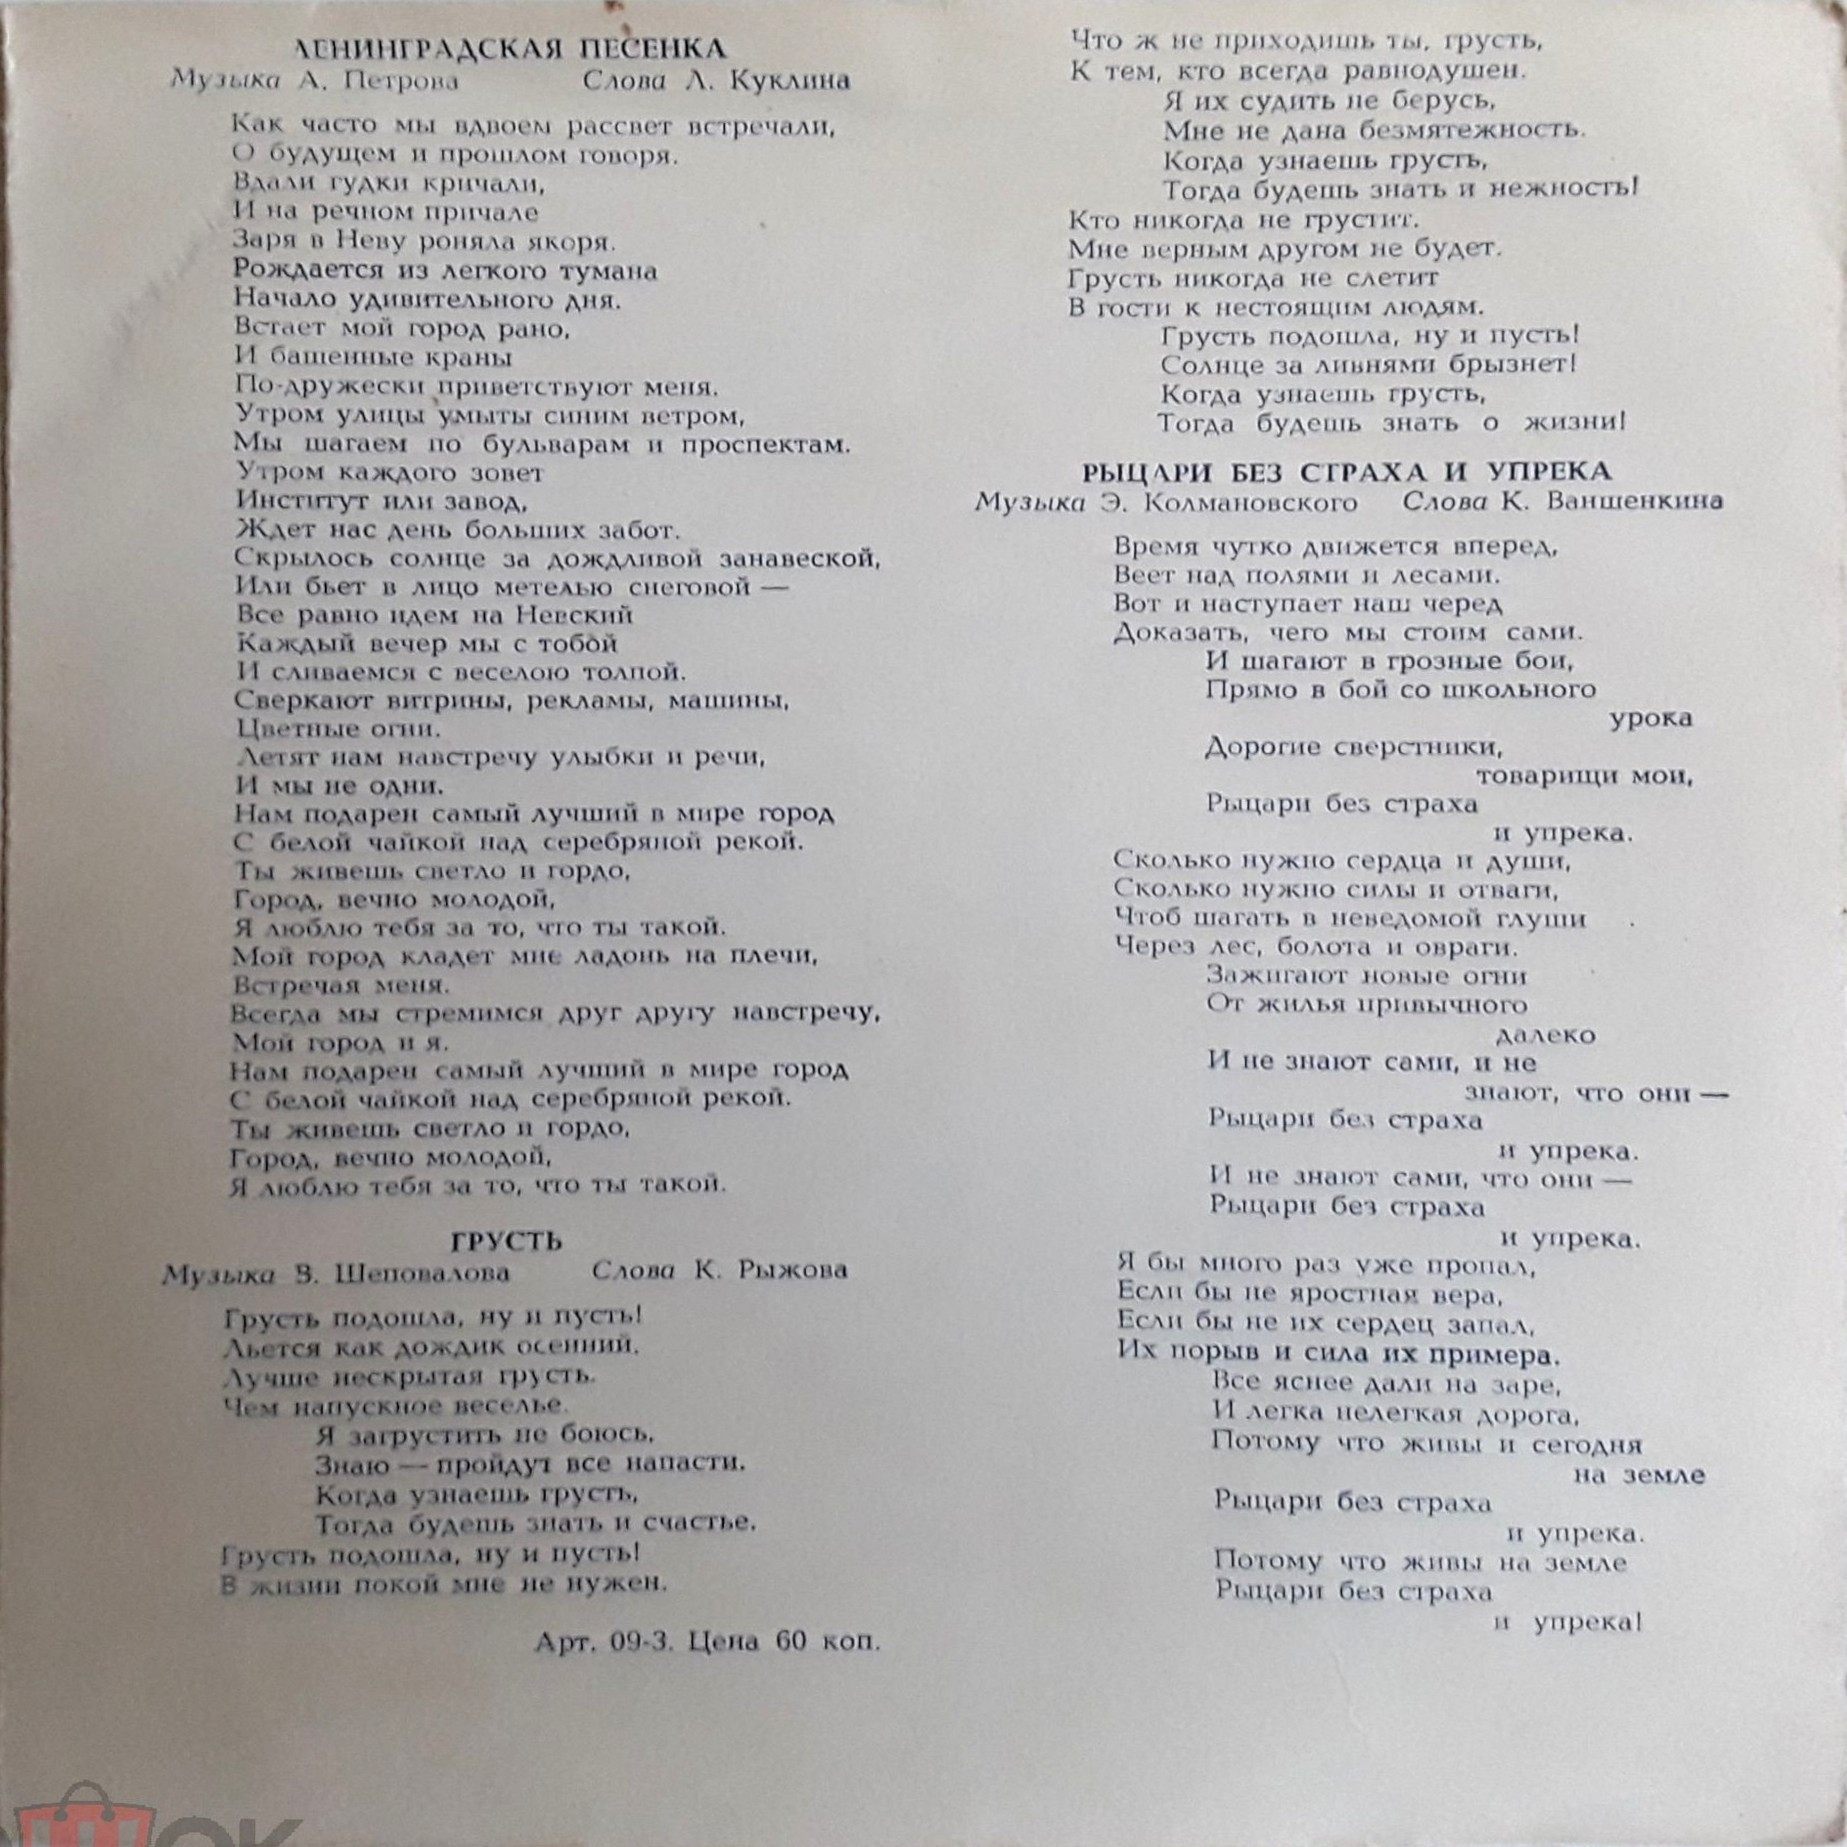 ЛЕНИНГРАДСКАЯ ПЕСЕНКА
Музыка А. Петрова Слова Л. Куклина
Как часто мы вдвоем рассвет встречали,
О будущем и прошлом говоря.
Вдали гудки кричали,
И на речном причале
Заря в Неву роняла якоря.
Рождается из легкого тумана
Начало удивительного дня.
Встает мой город рано,
И башенные краны
По-дружески приветствуют меня.
Утром улицы умыты синим ветром,
Мы шагаем по бульварам и проспектам.
Утром каждого зовет
Институт или завод,
Ждет нас день больших забот.
Скрылось солнце за дождливой занавеской,
Или бьет в лицо метелью снеговой —
Все равно идем на Невский
Каждый вечер мы с тобой
И сливаемся с веселою толпой.
Сверкают витрины, рекламы, машины,
Цветные огни.
Летят нам навстречу улыбки и речи,
И мы не одни.
Нам подарен самый лучший в мире город
С белой чайкой над серебряной рекой.
Ты живешь светло и гордо,
Город, вечно молодой,
Я люблю тебя за то, что ты такой.
Мой город кладет мне ладонь на плечи,
Встречая меня.
Всегда мы стремимся друг другу навстречу,
Мой город и я.
Нам подарен самый лучший в мире город
С белой чайкой над серебряной рекой.
Ты живешь светло и гордо,
Город, вечно молодой,
Я люблю тебя за то, что ты такой.
ГРУСТЬ
Музыка В. Шеповалова Слова К. Рыжова
Грусть подошла, ну и пусть!
Льется как дождик осенний.
Лучше нескрытая грусть.
Чем напускное веселье.
Я загрустить не боюсь.
Знаю — пройдут все напасти.
Когда узнаешь грусть,
Тогда будешь знать и счастье.
Грусть подошла, ну и пусть!
В жизни покой мне не нужен.
Арт. 09-3. Цена 60 коп.
Что ж не приходишь ты, грусть,
К тем, кто всегда равнодушен.
Я их судить не берусь,
Мне не дана безмятежность.
Когда узнаешь грусть,
Тогда будешь знать и нежность!
Кто никогда не грустит.
Мне верным другом не будет.
Грусть никогда не слетит
В гости к нестоящим людям.
Грусть подошла, ну и пусть!
Солнце за ливнями брызнет!
Когда узнаешь грусть,
Тогда будешь знать о жизни!
РЫЦАРИ БЕЗ СТРАХА И УПРЕКА
Музыка Э. Колмановского Слова К. Ваншенкина
Время чутко движется вперед,
Веет над полями и лесами.
Вот и наступает наш черед
Доказать, чего мы стоим сами.
И шагают в грозные бои,
Прямо в бой со школьного
урока
Дорогие сверстники,
товарищи мои,
Рыцари без страха
и упрека.
Сколько нужно сердца и души,
Сколько нужно силы и отваги,
Чтоб шагать в неведомой глуши
Через лес, болота и овраги.
Зажигают новые огни
От жилья привычного
далеко
И не знают сами, и не
знают, что они —
Рыцари без страха
и упрека.
И не знают сами, что они —
Рыцари без страха
и упрека.
Я бы много раз уже пропал,
Если бы не яростная вера,
Если бы не их сердец запал,
Их порыв и сила их примера.
Все яснее дали на заре,
И легка нелегкая дорога,
Потому что живы и сегодня
на земле
Рыцари без страха
и упрека.
Потому что живы на земле
Рыцари без страха
и упрека!